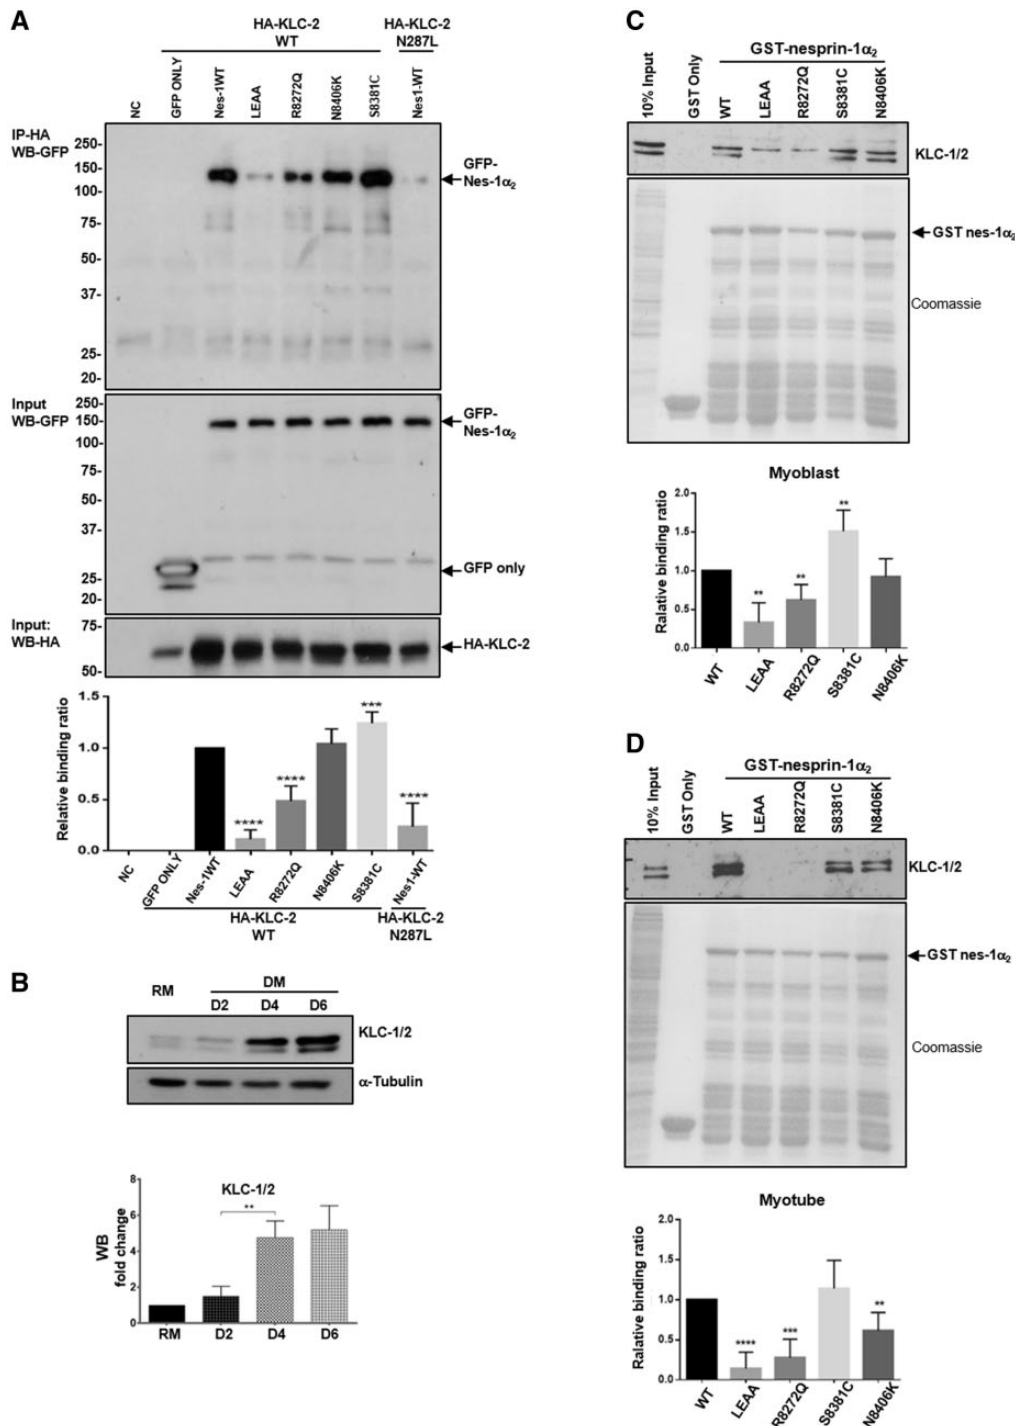 A
HA-KLC-2
WT
HA-KLC-2
N287L
NC
GFP ONLY
Nes-1WT
LEAA
R8272Q
N8406K
S8381C
Nes1-WT
IP-HA
WB-GFP
250-
150-
100-
75-
50-
37-
25-
20-
GFP-
Nes-1α2
Input
WB-GFP
250-
150-
100-
75-
50-
37-
25-
20-
GFP-
Nes-1α2
GFP only
Input:
WB-HA
75-
50-
HA-KLC-2
Relative binding ratio
1.5
1.0
0.5
0.0
****
****
***
****
NC
GFP ONLY
Nes-1WT
LEAA
R8272Q
N8406K
S8381C
Nes1-WT
HA-KLC-2
WT
HA-KLC-2
N287L
B
RM
DM
D2
D4
D6
KLC-1/2
α-Tubulin
KLC-1/2
WB
fold change
8
6
4
2
0
**
RM
D2
D4
D6
C
GST-nesprin-1α2
10% Input
GST Only
WT
LEAA
R8272Q
S8381C
N8406K
KLC-1/2
GST nes-1α2
Coomassie
Myoblast
Ralative binding ratio
2.0
1.5
1.0
0.5
0.0
**
**
**
WT
LEAA
R8272Q
S8381C
N8406K
D
GST-nesprin-1α2
10% Input
GST Only
WT
LEAA
R8272Q
S8381C
N8406K
KLC-1/2
GST nes-1α2
Coomassie
Myotube
Ralative binding ratio
2.0
1.5
1.0
0.5
0.0
****
***
**
WT
LEAA
R8272Q
S8381C
N8406K